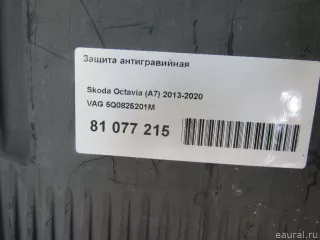 Защита антигравийная
Skoda Octavia (A7) 2013-2020
VAG 5Q0825201M
81 077 215
© eaural.ru